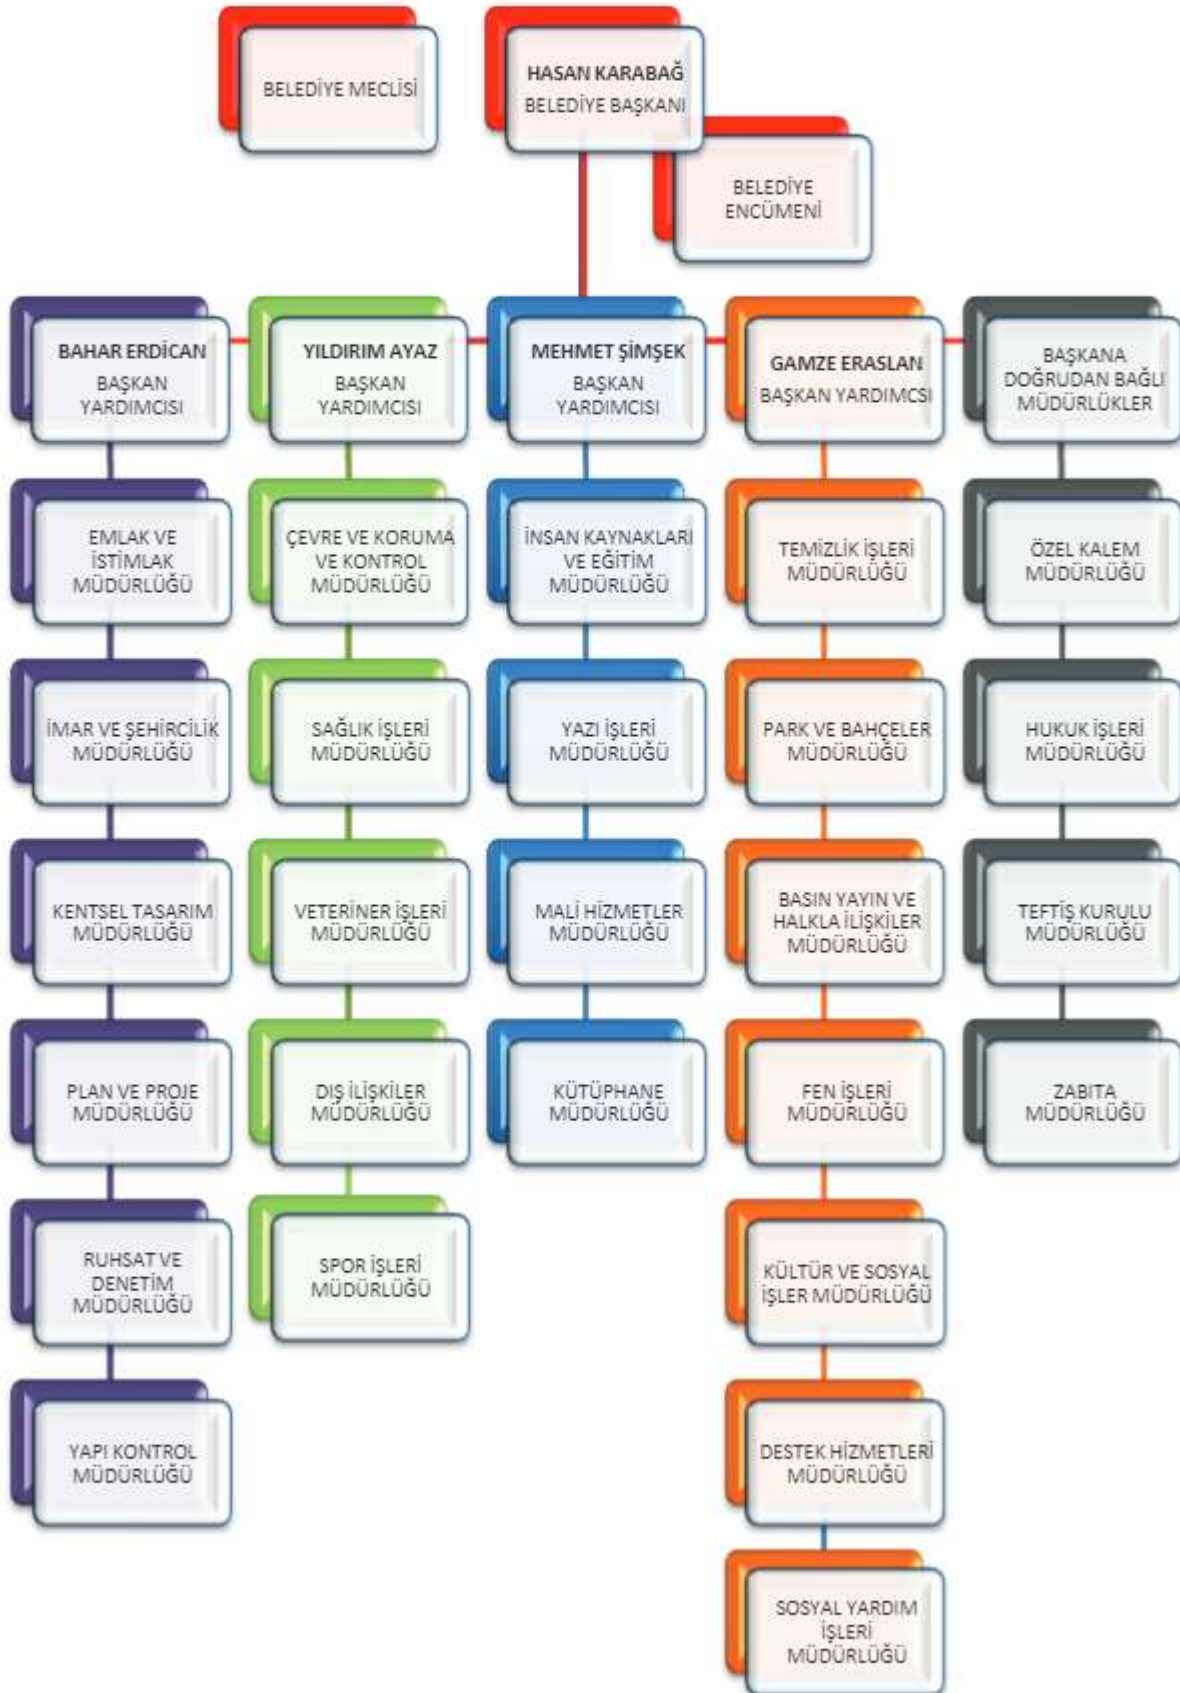 BELEDİYE MECLİSİ
HASAN KARABAĞ
BELEDİYE BAŞKANI
BELEDİYE
ENCÜMENİ
BAHAR ERDİCAN
BAŞKAN
YARDIMCISI
EMLAK VE
İSTİMLAK
MÜDÜRLÜĞÜ
İMAR VE ŞEHİRCİLİK
MÜDÜRLÜĞÜ
KENTSEL TASARIM
MÜDÜRLÜĞÜ
PLAN VE PROJE
MÜDÜRLÜĞÜ
RUHSAT VE
DENETİM
MÜDÜRLÜĞÜ
YAPI KONTROL
MÜDÜRLÜĞÜ
YILDIRIM AYAZ
BAŞKAN
YARDIMCISI
ÇEVRE VE KORUMA
VE KONTROL
MÜDÜRLÜĞÜ
SAĞLIK İŞLERİ
MÜDÜRLÜĞÜ
VETERİNER İŞLERİ
MÜDÜRLÜĞÜ
DIŞ İLİŞKİLER
MÜDÜRLÜĞÜ
SPOR İŞLERİ
MÜDÜRLÜĞÜ
MEHMET ŞİMŞEK
BAŞKAN
YARDIMCISI
İNSAN KAYNAKLARI
VE EĞİTİM
MÜDÜRLÜĞÜ
YAZI İŞLERİ
MÜDÜRLÜĞÜ
MALİ HİZMETLER
MÜDÜRLÜĞÜ
KÜTÜPHANE
MÜDÜRLÜĞÜ
GAMZE ERASLAN
BAŞKAN YARDIMCSI
TEMİZLİK İŞLERİ
MÜDÜRLÜĞÜ
PARK VE BAHÇELER
MÜDÜRLÜĞÜ
BASIN YAYIN VE
HALKLA İLİŞKİLER
MÜDÜRLÜĞÜ
FEN İŞLERİ
MÜDÜRLÜĞÜ
KÜLTÜR VE SOSYAL
İŞLER MÜDÜRLÜĞÜ
DESTEK HİZMETLERİ
MÜDÜRLÜĞÜ
SOSYAL YARDIM
İŞLERİ
MÜDÜRLÜĞÜ
BAŞKANA
DOĞRUDAN BAĞLI
MÜDÜRLÜKLER
ÖZEL KALEM
MÜDÜRLÜĞÜ
HUKUK İŞLERİ
MÜDÜRLÜĞÜ
TEFTİŞ KURULU
MÜDÜRLÜĞÜ
ZABITA
MÜDÜRLÜĞÜ